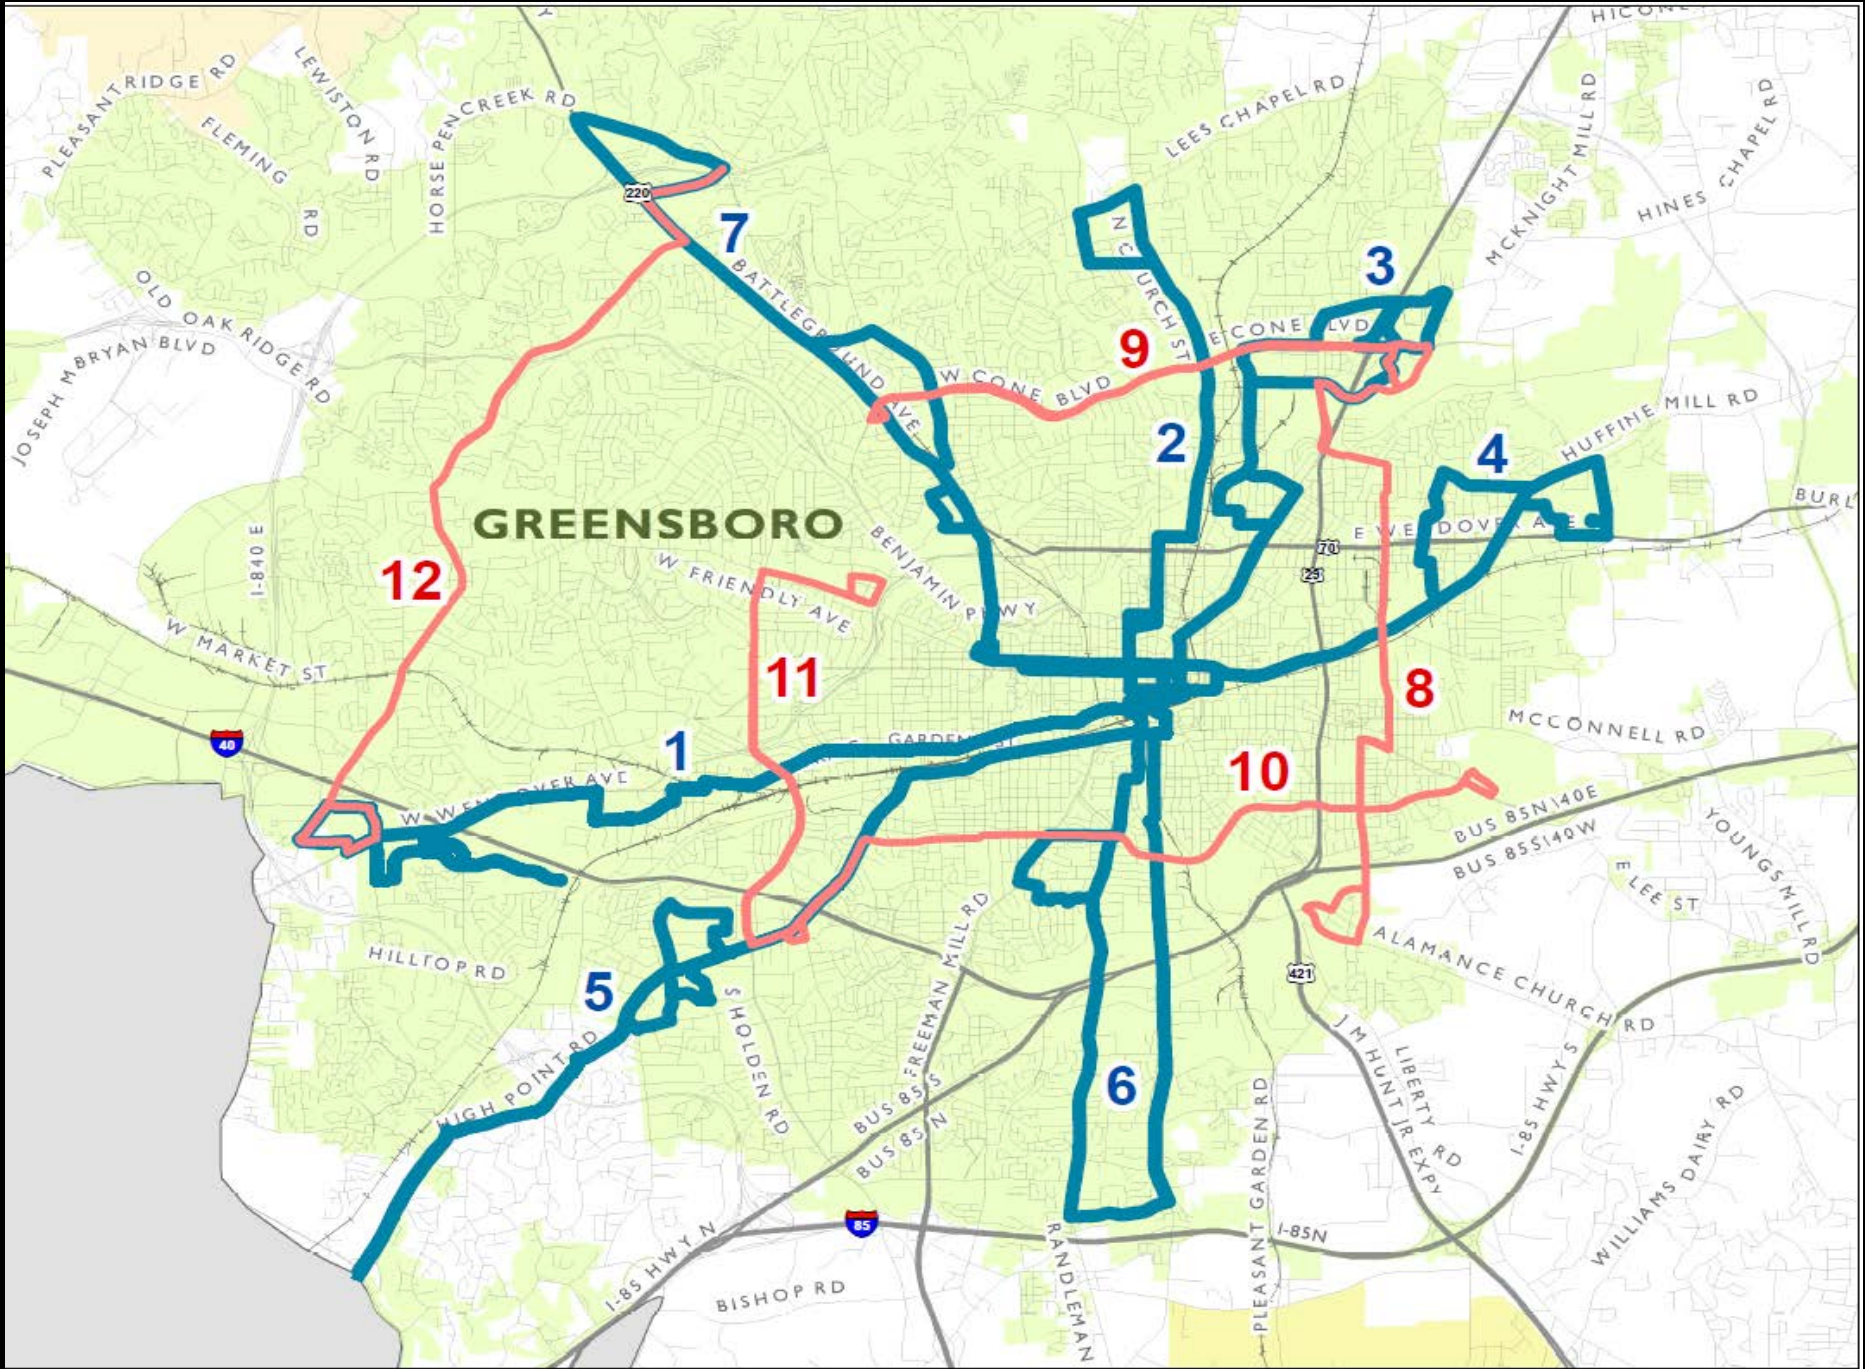 HICON
PLEASANT RIDGE RD
LEWISTON RD
FLEMING RD
HORSE PEN CREEK RD
LEES CHAPEL RD
MCKNIGHT MILL RD
HINES CHAPEL RD
220
7
N CHURCH ST
3
OLD OAK RIDGE RD
BATTLEGROUND AVE
E CONE BLVD
JOSEPH M BRYAN BLVD
9
W CONE BLVD
HUFFINE MILL RD
2
4
BURL
GREENSBORO
E WENDOVER AVE
70
29
I-840 E
BENJAMIN PKWY
W FRIENDLY AVE
12
W MARKET ST
11
8
MCCONNELL RD
40
1
GARDEN ST
10
W WENDOVER AVE
BUS 85N\40E
BUS 85S\40W
YOUNGS MILL RD
E LEE ST
HILLTOP RD
FREEMAN MILL RD
ALAMANCE CHURCH RD
421
5
S HOLDEN RD
HIGH POINT RD
J M HUNT JR EXPY
LIBERTY RD
I-85 HWY S
6
BUS 85 S
BUS 85 N
PLEASANT GARDEN RD
WILLIAMS DAIRY RD
85
I-85N
I-85 HWY N
RANDLEMAN
BISHOP RD